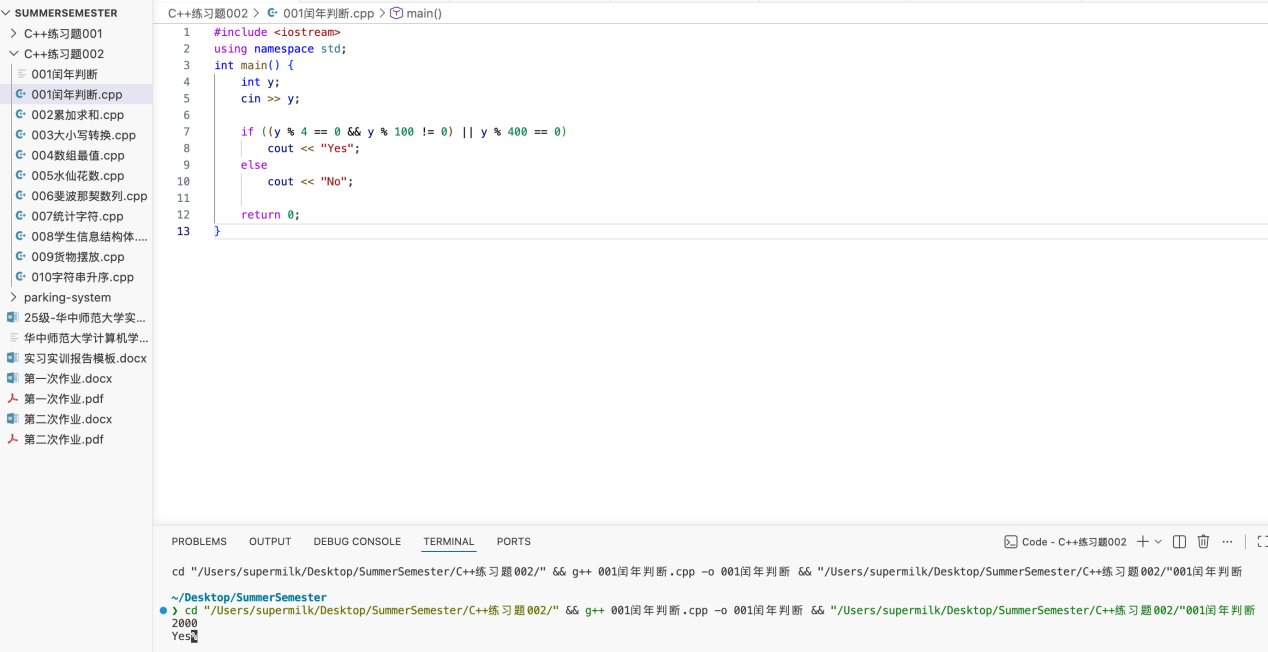 SUMMERSEMESTER
C++练习题001
C++练习题002
001闰年判断
001闰年判断.cpp
002累加求和.cpp
003大小写转换.cpp
004数组最值.cpp
005水仙花数.cpp
006斐波那契数列.cpp
007统计字符.cpp
008学生信息结构体....
009货物摆放.cpp
010字符串升序.cpp
parking-system
25级-华中师范大学实...
华中师范大学计算机学...
实习实训报告模板.docx
第一次作业.docx
第一次作业.pdf
第二次作业.docx
第二次作业.pdf
C++练习题002 > 001闰年判断.cpp > main()
1 #include <iostream>
2 using namespace std;
3 int main() {
4 int y;
5 cin >> y;
6
7 if ((y % 4 == 0 && y % 100 != 0) || y % 400 == 0)
8 cout << "Yes";
9 else
10 cout << "No";
11
12 return 0;
13 }
PROBLEMS OUTPUT DEBUG CONSOLE TERMINAL PORTS
Code - C++练习题002
cd "/Users/supermilk/Desktop/SummerSemester/C++练习题002/" && g++ 001闰年判断.cpp -o 001闰年判断 && "/Users/supermilk/Desktop/SummerSemester/C++练习题002/"001闰年判断
~/Desktop/SummerSemester
❯ cd "/Users/supermilk/Desktop/SummerSemester/C++练习题002/" && g++ 001闰年判断.cpp -o 001闰年判断 && "/Users/supermilk/Desktop/SummerSemester/C++练习题002/"001闰年判断
2000
Yes%